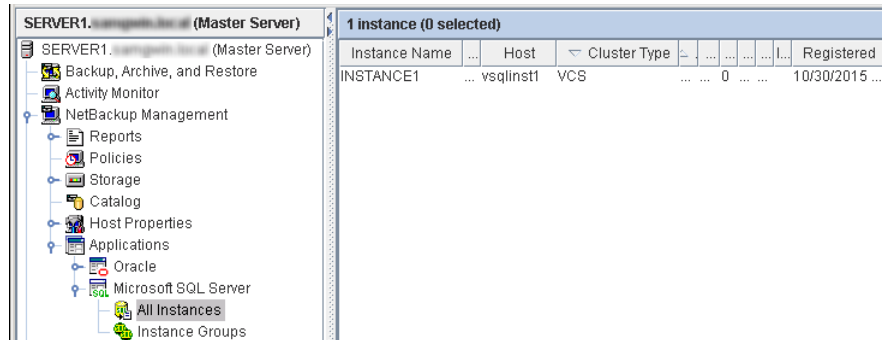 SERVER1. (Master Server)
SERVER1. (Master Server)
Backup, Archive, and Restore
Activity Monitor
NetBackup Management
Reports
Policies
Storage
Catalog
Host Properties
Applications
Oracle
Microsoft SQL Server
SQL
All Instances
Instance Groups
1 instance (0 selected)
Instance Name ... Host Cluster Type . ... ... ... ... I... Registered
INSTANCE1 ... vsqlinst1 VCS ... ... 0 ... ... 10/30/2015 ...